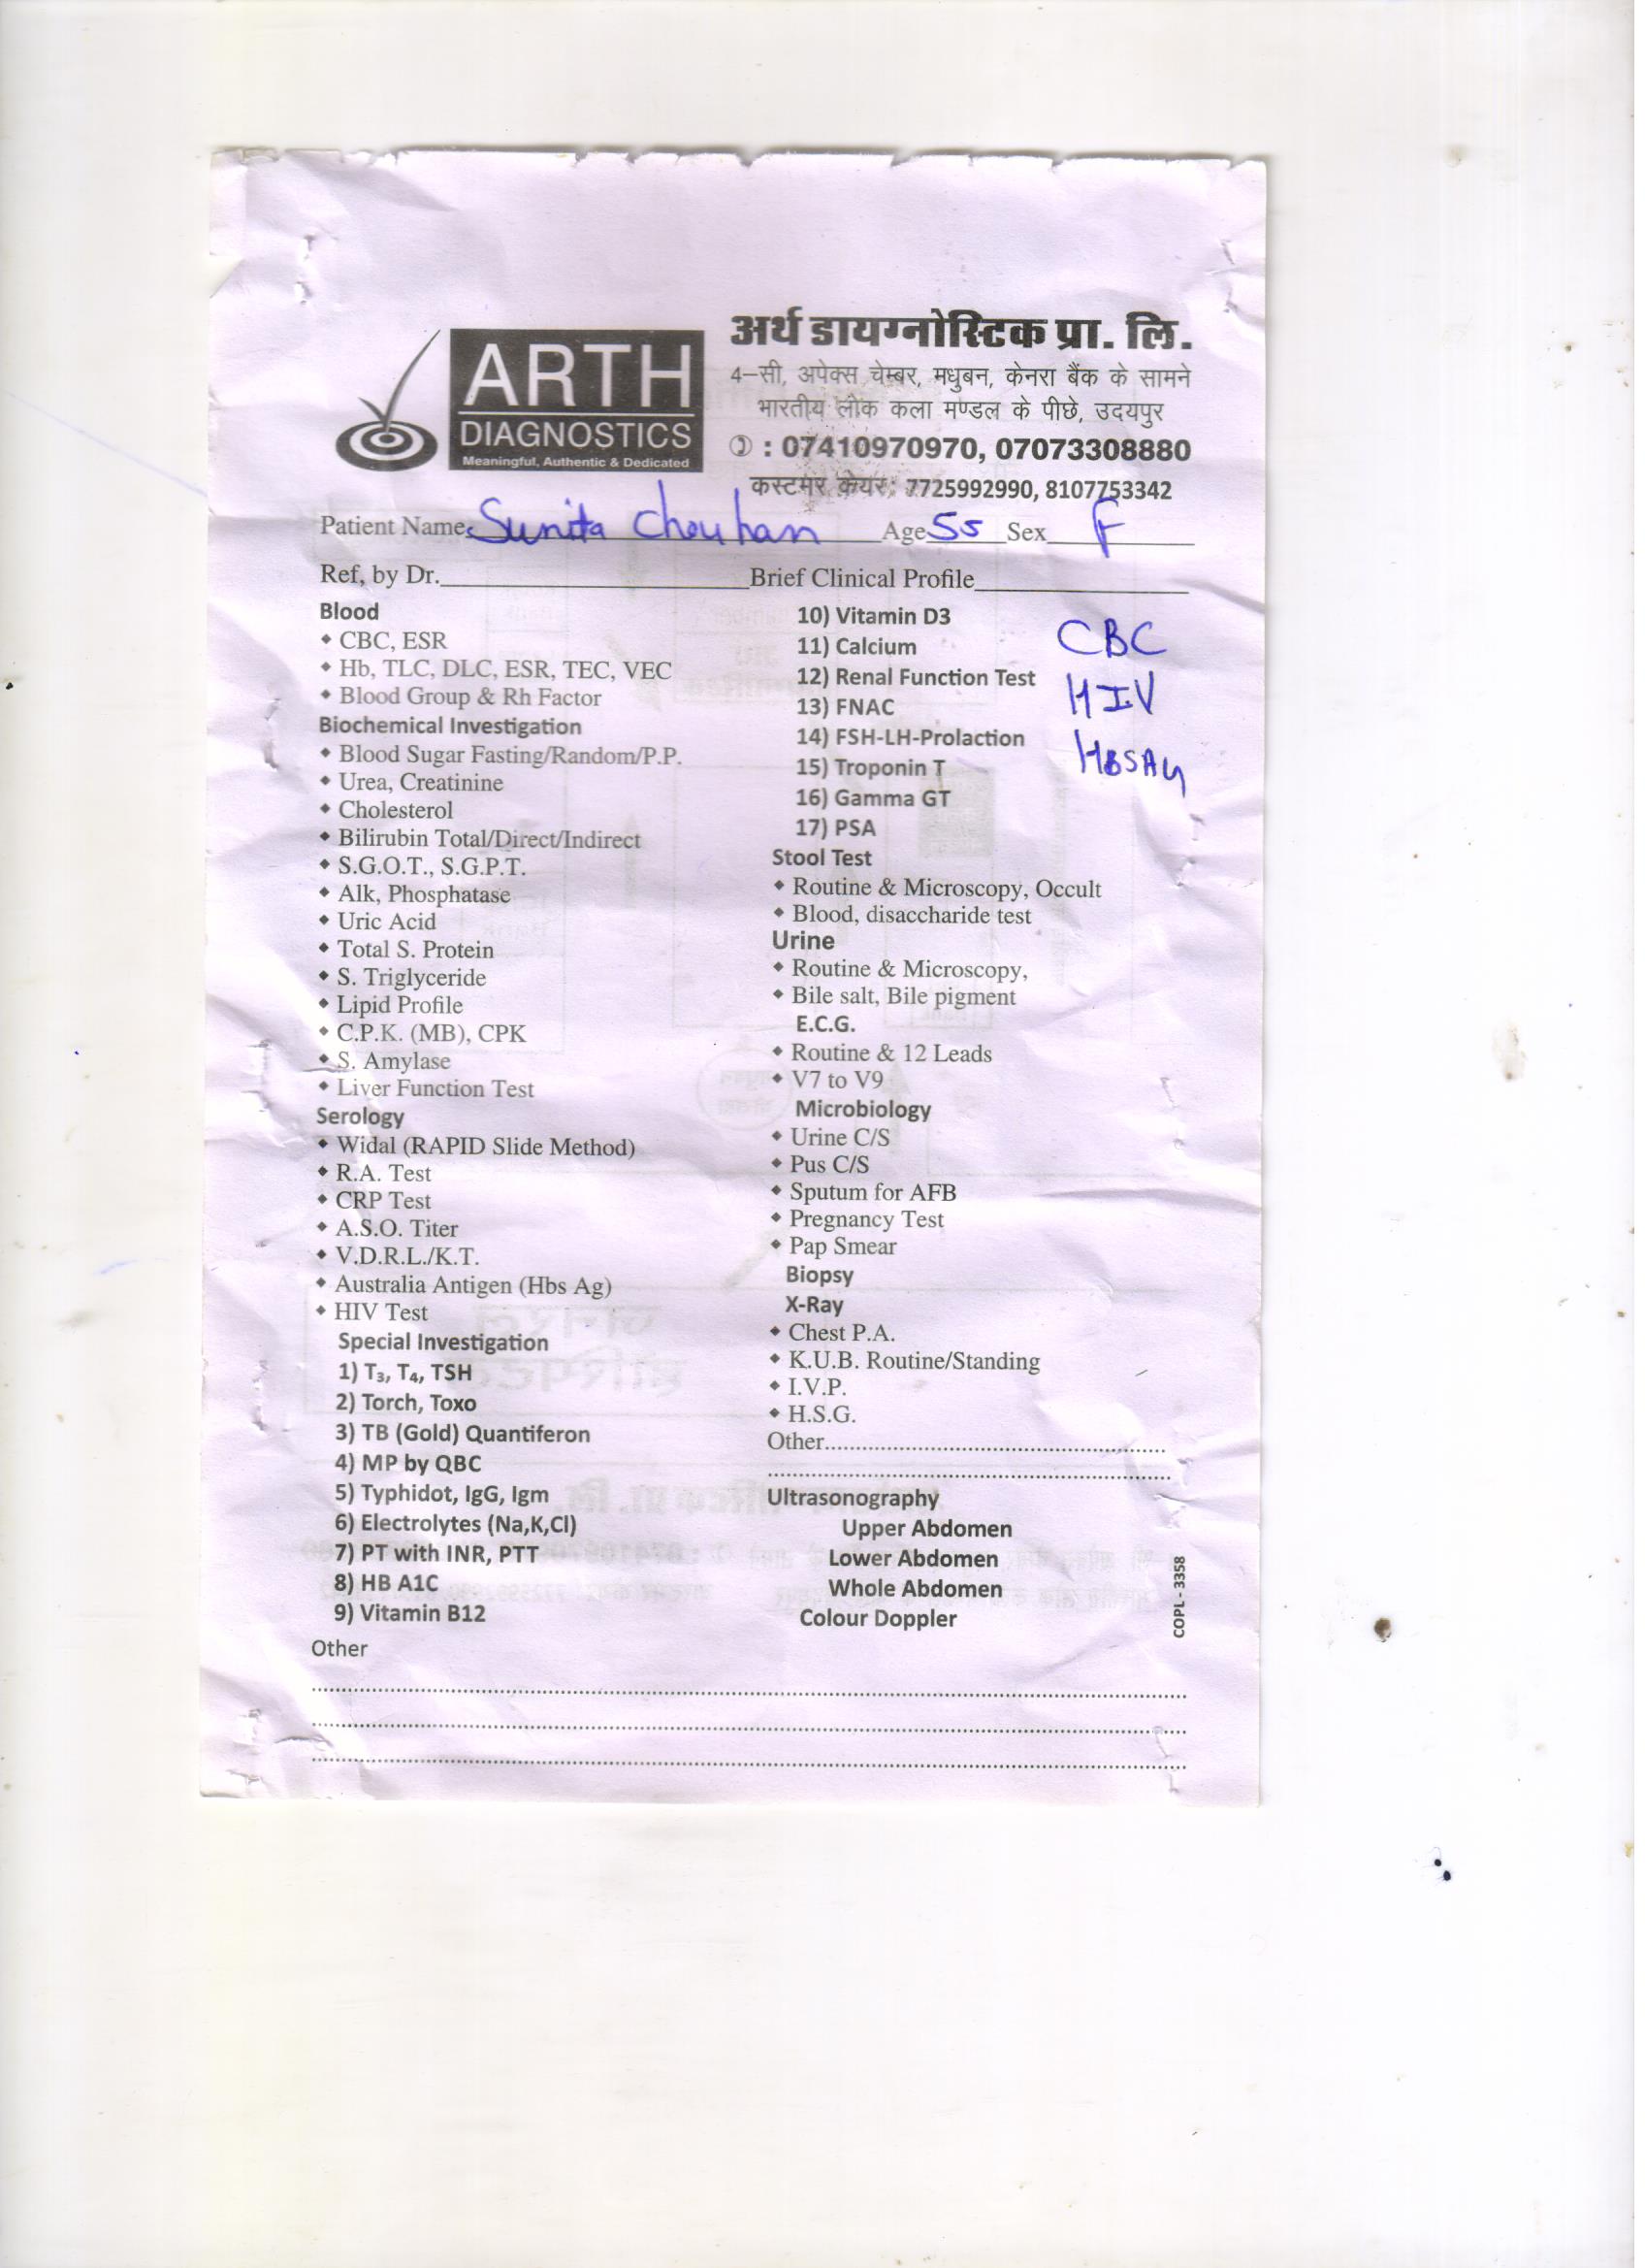 ARTH
DIAGNOSTICS
Meaningful, Authentic & Dedicated
अर्थ डायग्नोस्टिक प्रा. लि.
4-सी, अपेक्स चेम्बर, मधुबन, केनरा बैंक के सामने
भारतीय लोक कला मण्डल के पीछे, उदयपुर
: 07410970970, 07073308880
कस्टमर केयर: 7725992990, 8107753342
Patient Name Sunita Chouhan Age 55 Sex F
Ref, by Dr. Brief Clinical Profile
Blood
• CBC, ESR
• Hb, TLC, DLC, ESR, TEC, VEC
• Blood Group & Rh Factor
Biochemical Investigation
• Blood Sugar Fasting/Random/P.P.
• Urea, Creatinine
• Cholesterol
• Bilirubin Total/Direct/Indirect
• S.G.O.T., S.G.P.T.
• Alk, Phosphatase
• Uric Acid
• Total S. Protein
• S. Triglyceride
• Lipid Profile
• C.P.K. (MB), CPK
• S. Amylase
• Liver Function Test
Serology
• Widal (RAPID Slide Method)
• R.A. Test
• CRP Test
• A.S.O. Titer
• V.D.R.L./K.T.
• Australia Antigen (Hbs Ag)
• HIV Test
Special Investigation
1) T₃, T₄, TSH
2) Torch, Toxo
3) TB (Gold) Quantiferon
4) MP by QBC
5) Typhidot, IgG, Igm
6) Electrolytes (Na,K,Cl)
7) PT with INR, PTT
8) HB A1C
9) Vitamin B12
10) Vitamin D3
11) Calcium
12) Renal Function Test
13) FNAC
14) FSH-LH-Prolaction
15) Troponin T
16) Gamma GT
17) PSA
CBC
HIV
HBSAg
Stool Test
• Routine & Microscopy, Occult
• Blood, disaccharide test
Urine
• Routine & Microscopy,
• Bile salt, Bile pigment
E.C.G.
• Routine & 12 Leads
• V7 to V9
Microbiology
• Urine C/S
• Pus C/S
• Sputum for AFB
• Pregnancy Test
• Pap Smear
Biopsy
X-Ray
• Chest P.A.
• K.U.B. Routine/Standing
• I.V.P.
• H.S.G.
Other
Ultrasonography
Upper Abdomen
Lower Abdomen
Whole Abdomen
Colour Doppler
COPL - 3358
Other